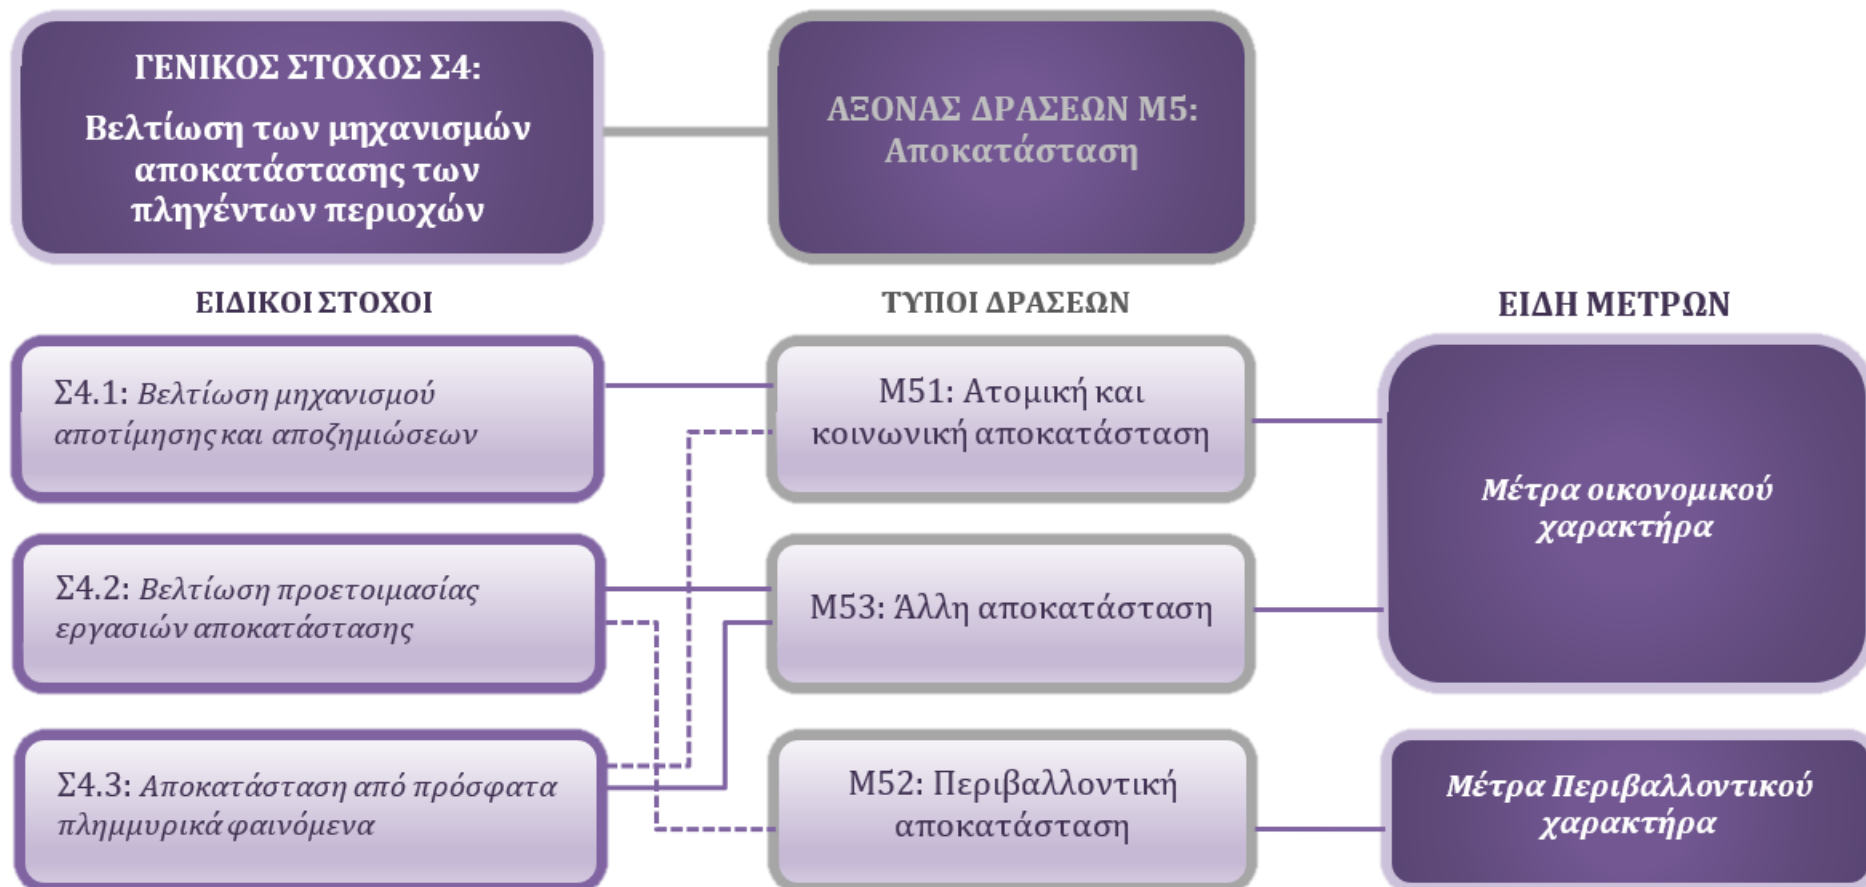 ΓΕΝΙΚΟΣ ΣΤΟΧΟΣ Σ4:
Βελτίωση των μηχανισμών
αποκατάστασης των
πληγέντων περιοχών
ΑΞΟΝΑΣ ΔΡΑΣΕΩΝ Μ5:
Αποκατάσταση
ΕΙΔΙΚΟΙ ΣΤΟΧΟΙ
ΤΥΠΟΙ ΔΡΑΣΕΩΝ
ΕΙΔΗ ΜΕΤΡΩΝ
Σ4.1: Βελτίωση μηχανισμού
αποτίμησης και αποζημιώσεων
Μ51: Ατομική και
κοινωνική αποκατάσταση
Μέτρα οικονομικού
χαρακτήρα
Σ4.2: Βελτίωση προετοιμασίας
εργασιών αποκατάστασης
Μ53: Άλλη αποκατάσταση
Σ4.3: Αποκατάσταση από πρόσφατα
πλημμυρικά φαινόμενα
Μ52: Περιβαλλοντική
αποκατάσταση
Μέτρα Περιβαλλοντικού
χαρακτήρα